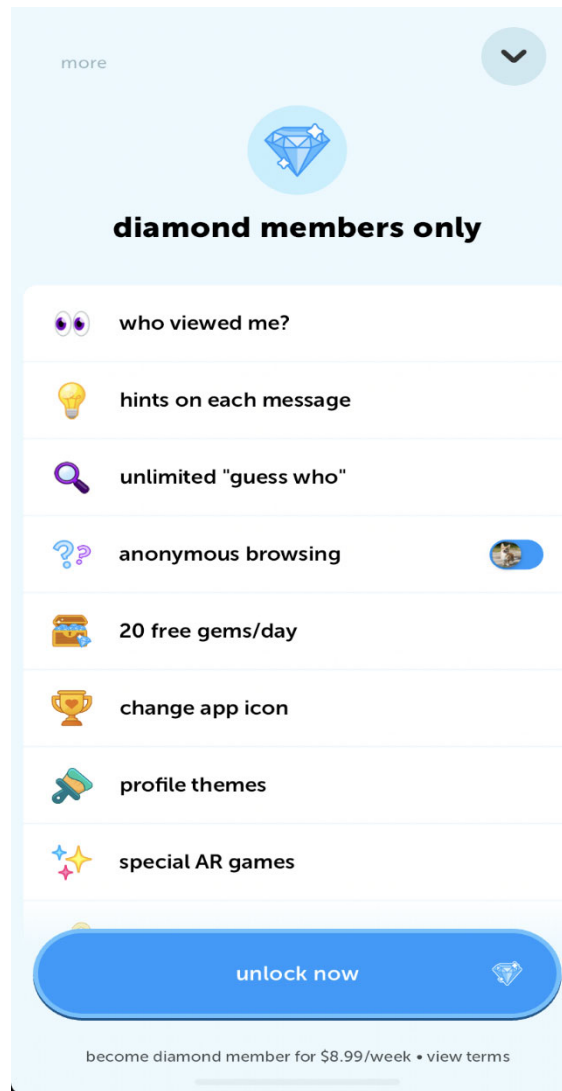 more
diamond members only
who viewed me?
hints on each message
unlimited "guess who"
anonymous browsing
20 free gems/day
change app icon
profile themes
special AR games
unlock now
become diamond member for $8.99/week • view terms